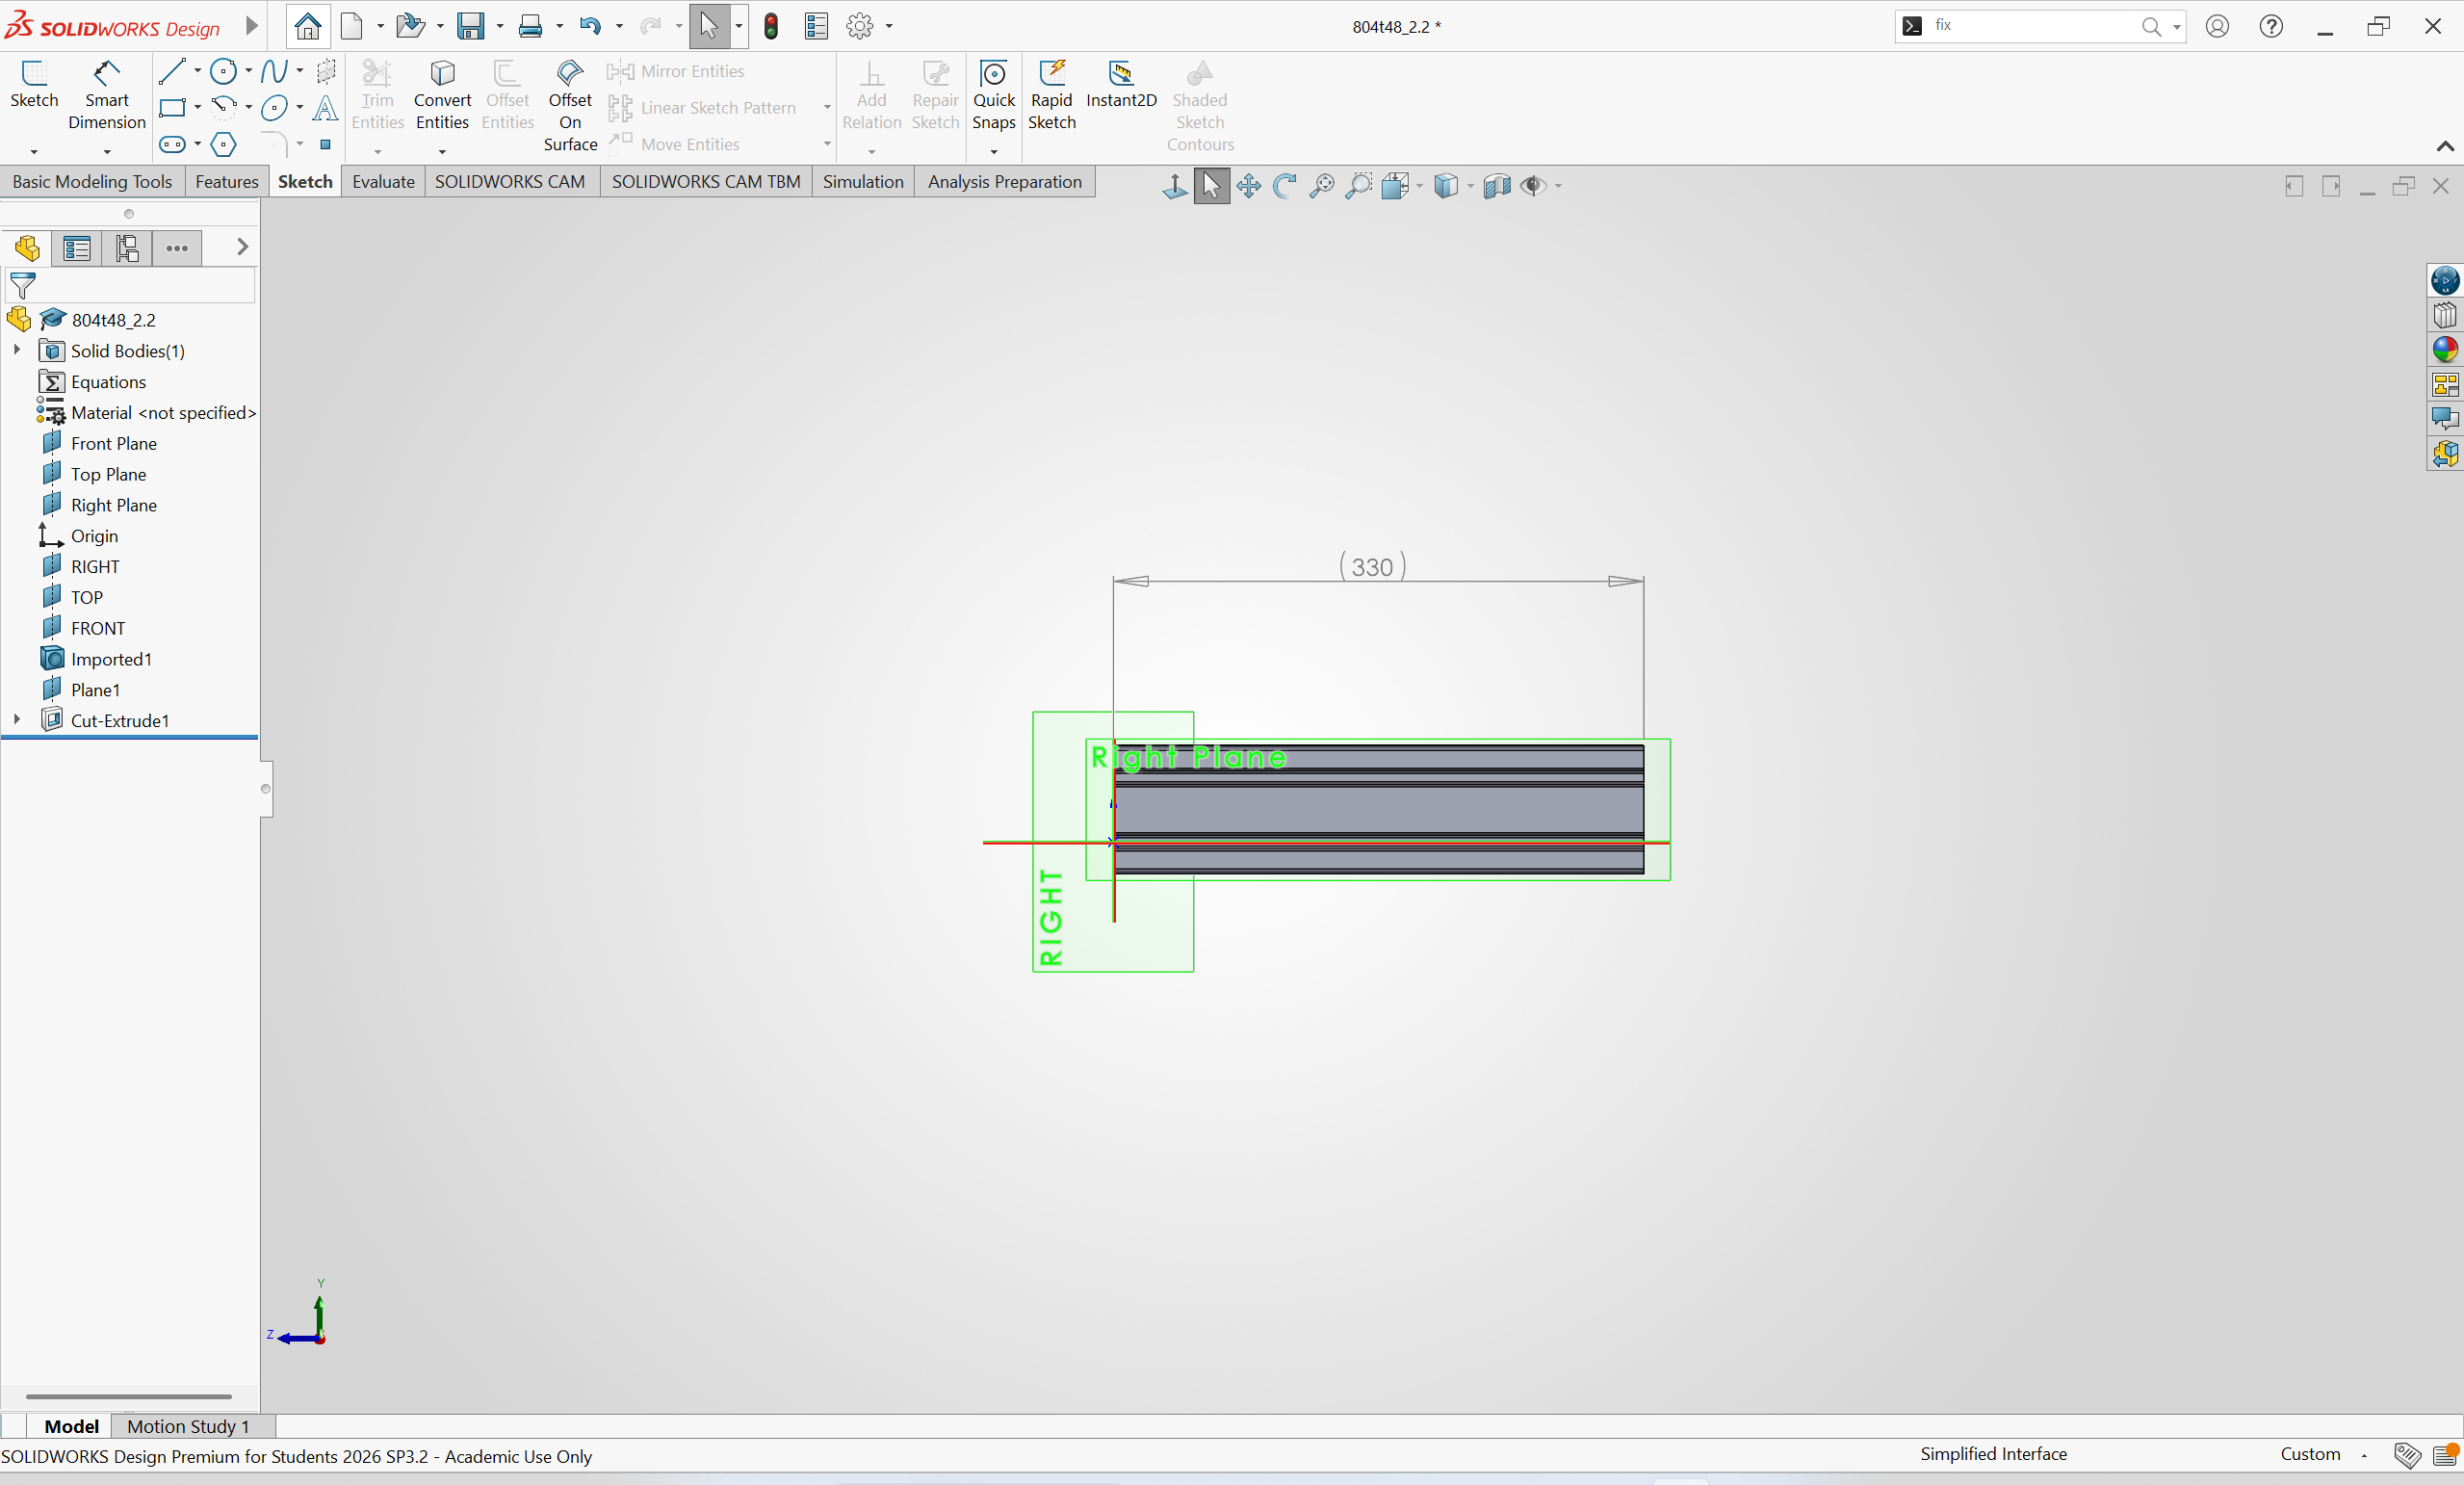 SOLIDWORKS Design
804t48_2.2 *
fix
Sketch
Smart
Dimension
Trim
Entities
Convert
Entities
Offset
Entities
Offset
On
Surface
Mirror Entities
Linear Sketch Pattern
Move Entities
Add
Relation
Repair
Sketch
Quick
Snaps
Rapid
Sketch
Instant2D
Shaded
Sketch
Contours
Basic Modeling Tools
Features
Sketch
Evaluate
SOLIDWORKS CAM
SOLIDWORKS CAM TBM
Simulation
Analysis Preparation
804t48_2.2
Solid Bodies(1)
Equations
Material <not specified>
Front Plane
Top Plane
Right Plane
Origin
RIGHT
TOP
FRONT
Imported1
Plane1
Cut-Extrude1
(330)
Right Plane
RIGHT
Y
Z
Model
Motion Study 1
SOLIDWORKS Design Premium for Students 2026 SP3.2 - Academic Use Only
Simplified Interface
Custom